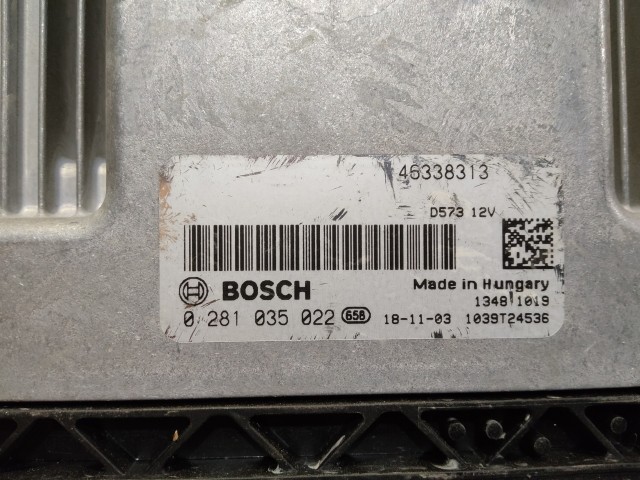 46338313
D573 12V
BOSCH
Made in Hungary
1348 1019
0 281 035 022 658 18-11-03 1039T24536